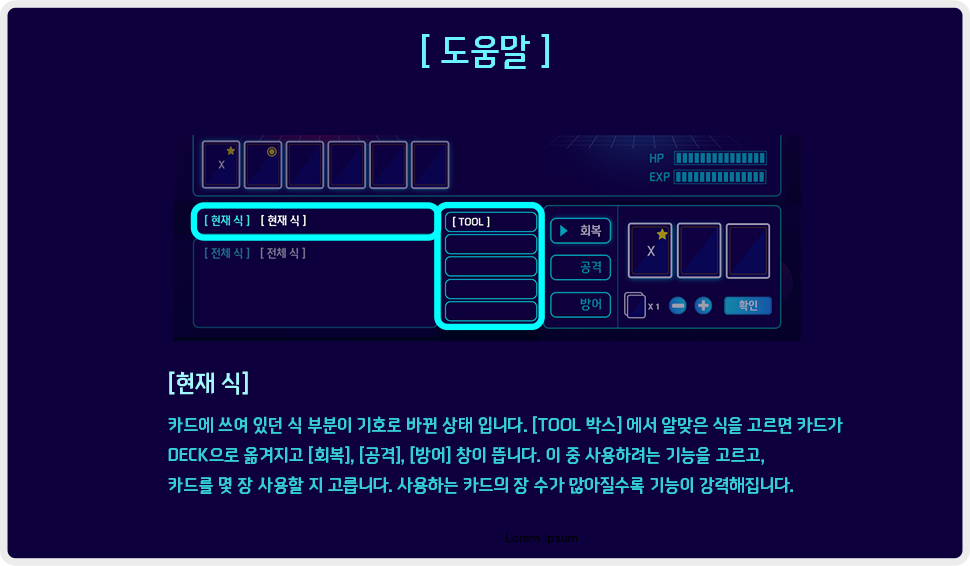 [ 도움말 ]
X
HP
EXP
[ 현재 식 ] [ 현재 식 ]
[ TOOL ]
회복
[ 전체 식 ] [ 전체 식 ]
공격
X
방어
X 1
확인
[현재 식]
카드에 쓰여 있던 식 부분이 기호로 바뀐 상태 입니다. [TOOL 박스] 에서 알맞은 식을 고르면 카드가
DECK으로 옮겨지고 [회복], [공격], [방어] 창이 뜹니다. 이 중 사용하려는 기능을 고르고,
카드를 몇 장 사용할 지 고릅니다. 사용하는 카드의 장 수가 많아질수록 기능이 강력해집니다.
Lorem Ipsum